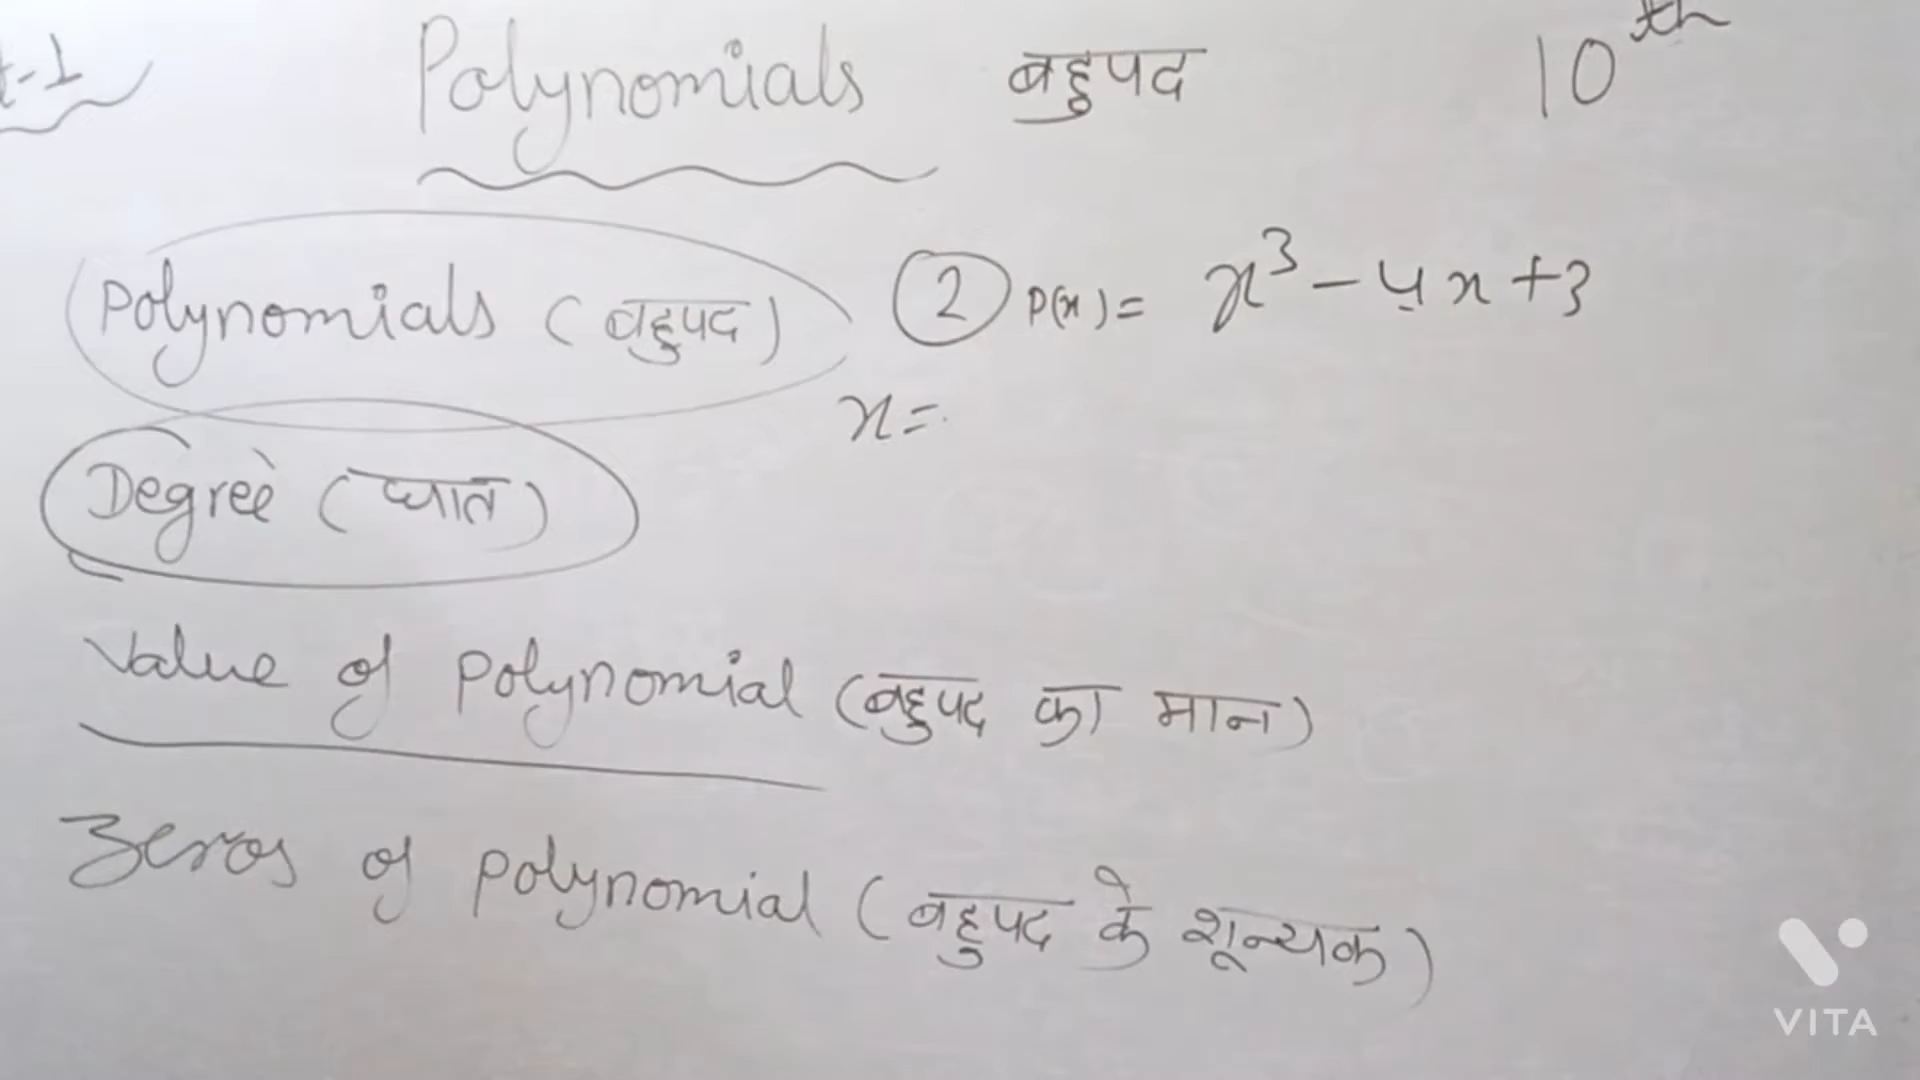 t-1 Polynomials बहुपद 10th
Polynomials (बहुपद) 2 P(x) = x³ - 4x + 3
x =
Degree (घात)
Value of polynomial (बहुपद का मान)
Zeros of polynomial (बहुपद के शून्यक)
VITA